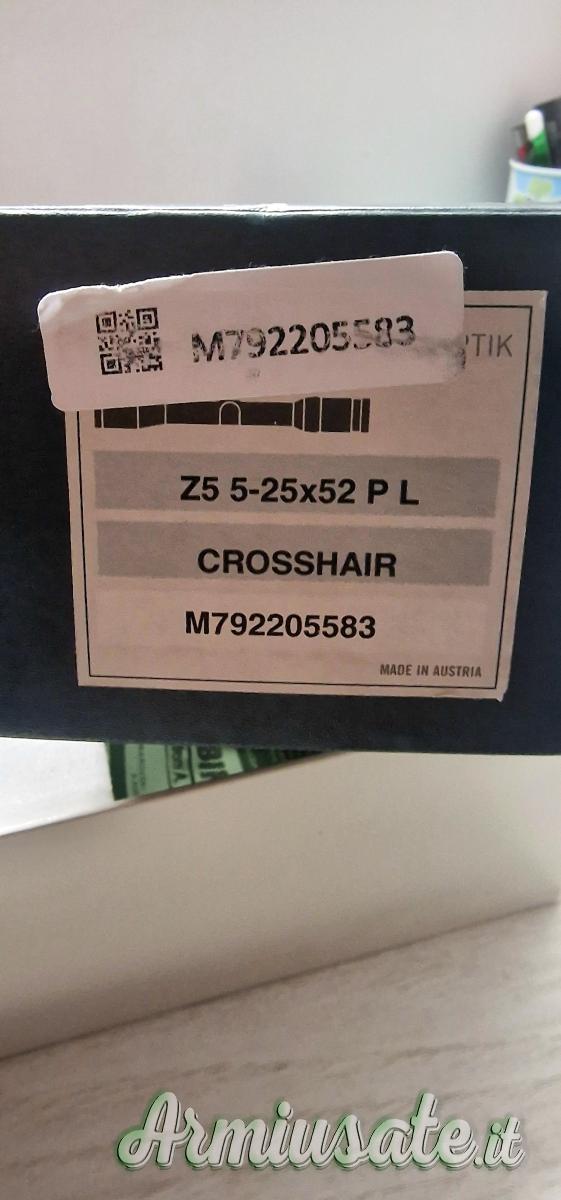 M792205583
TIK
Z5 5-25x52 P L
CROSSHAIR
M792205583
MADE IN AUSTRIA
Armiusate.it